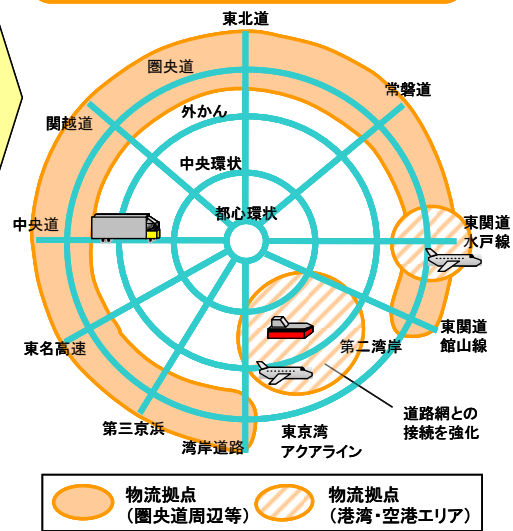 東北道
圏央道
常磐道
外かん
関越道
中央環状
都心環状
中央道
東関道
水戸線
東関道
館山線
東名高速
第二湾岸
第三京浜
湾岸道路
東京湾
アクアライン
道路網との
接続を強化
物流拠点
(圏央道周辺等)
物流拠点
(港湾・空港エリア)